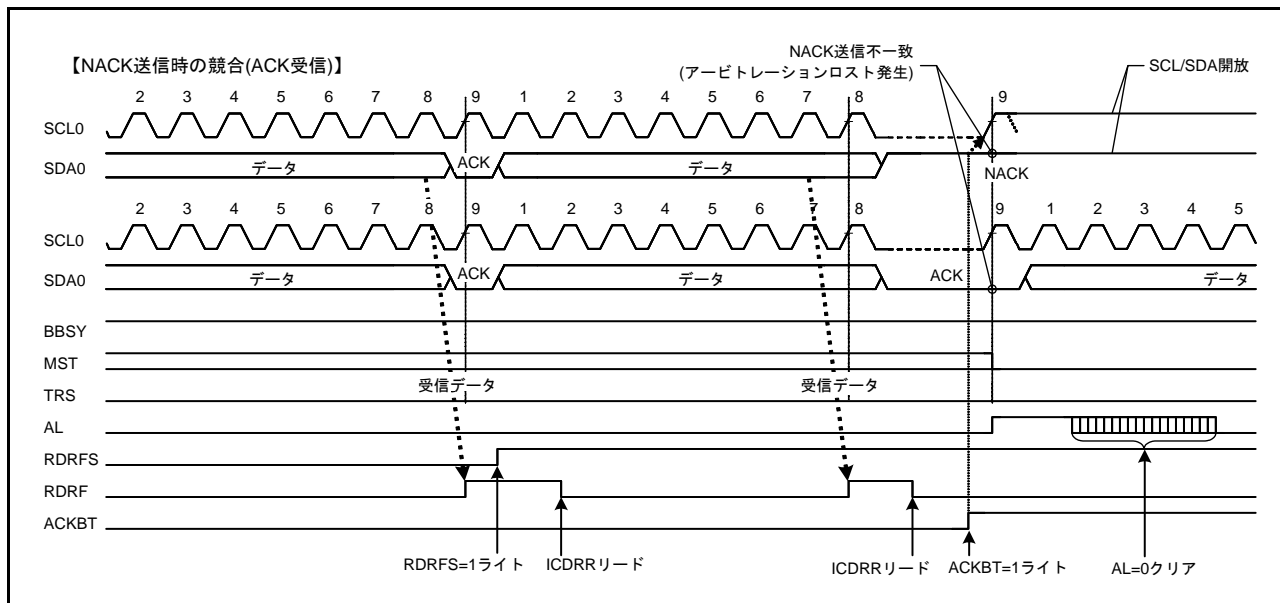 【NACK送信時の競合(ACK受信)】
NACK送信不一致
(アービトレーションロスト発生)
SCL/SDA開放
2 3 4 5 6 7 8 9 1 2 3 4 5 6 7 8 9
SCL0
SDA0 データ ACK データ NACK
2 3 4 5 6 7 8 9 1 2 3 4 5 6 7 8 9 1 2 3 4 5
SCL0
SDA0 データ ACK データ ACK データ
BBSY
MST
受信データ 受信データ
TRS
AL
RDRFS
RDRF
ACKBT
RDRFS=1ライト ICDRRリード ICDRRリード ACKBT=1ライト AL=0クリア